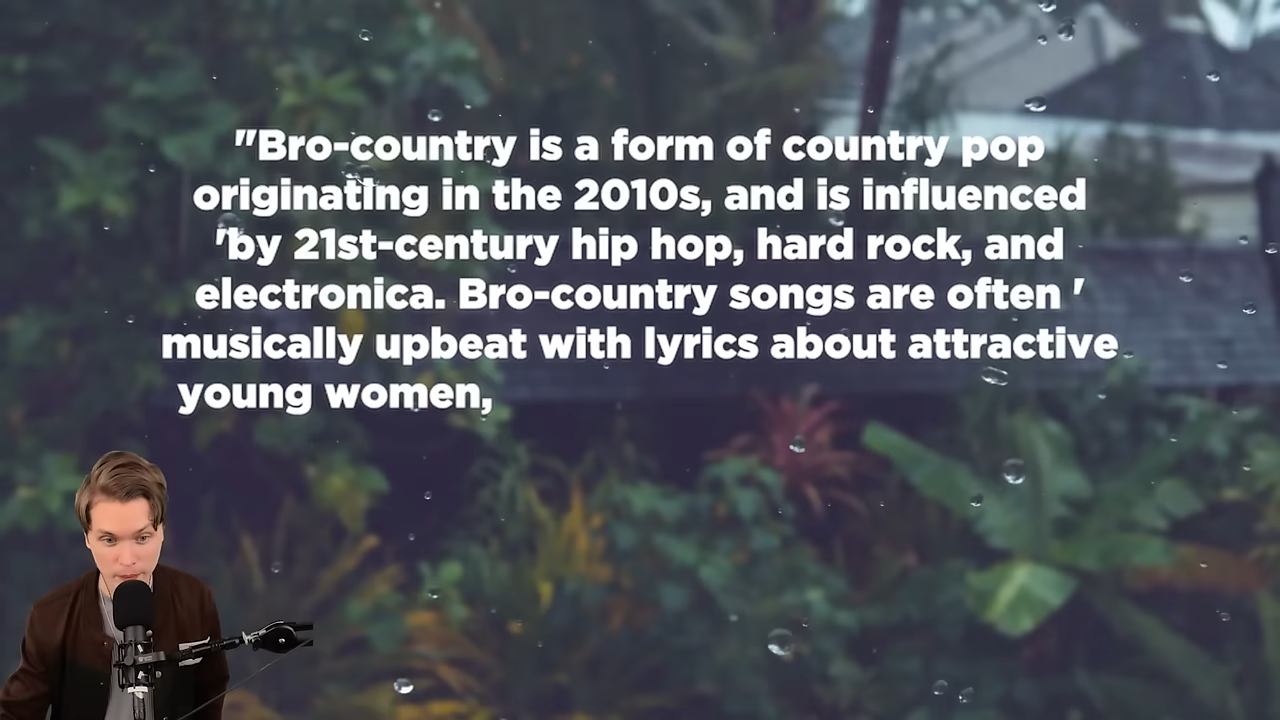 "Bro-country is a form of country pop
originating in the 2010s, and is influenced
'by 21st-century hip hop, hard rock, and
electronica. Bro-country songs are often '
musically upbeat with lyrics about attractive
young women,